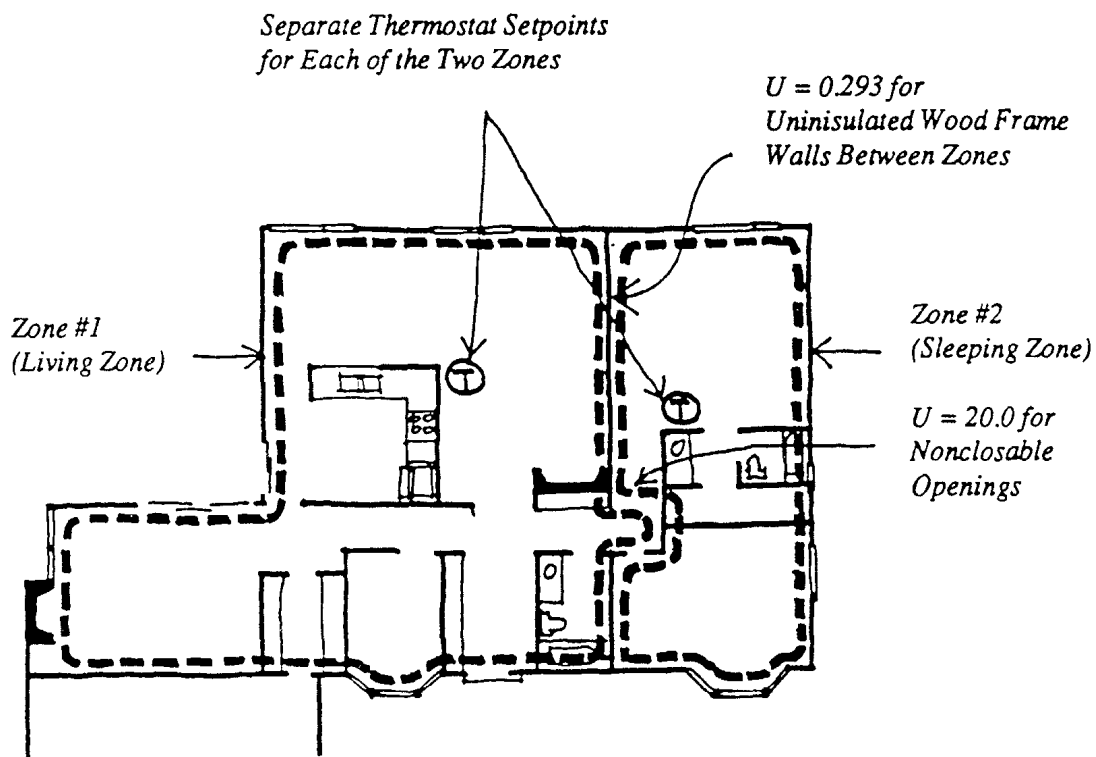 Separate Thermostat Setpoints
for Each of the Two Zones
U = 0.293 for
Uninisulated Wood Frame
Walls Between Zones
Zone #1
(Living Zone)
T
T
Zone #2
(Sleeping Zone)
U = 20.0 for
Nonclosable
Openings